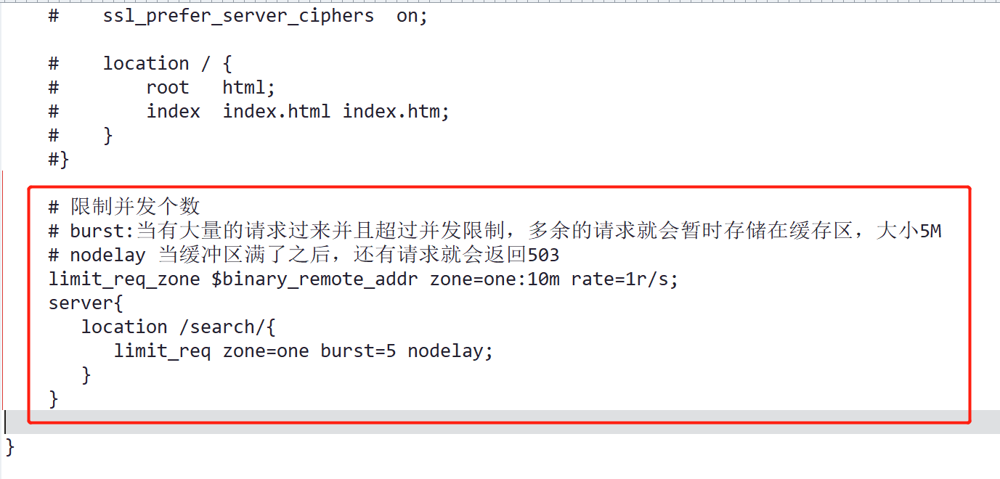 #    ssl_prefer_server_ciphers  on;
#    location / {
#        root   html;
#        index  index.html index.htm;
#    }
#}
# 限制并发个数
# burst:当有大量的请求过来并且超过并发限制，多余的请求就会暂时存储在缓存区，大小5M
# nodelay 当缓冲区满了之后，还有请求就会返回503
limit_req_zone $binary_remote_addr zone=one:10m rate=1r/s;
server{
   location /search/{
      limit_req zone=one burst=5 nodelay;
   }
}
}